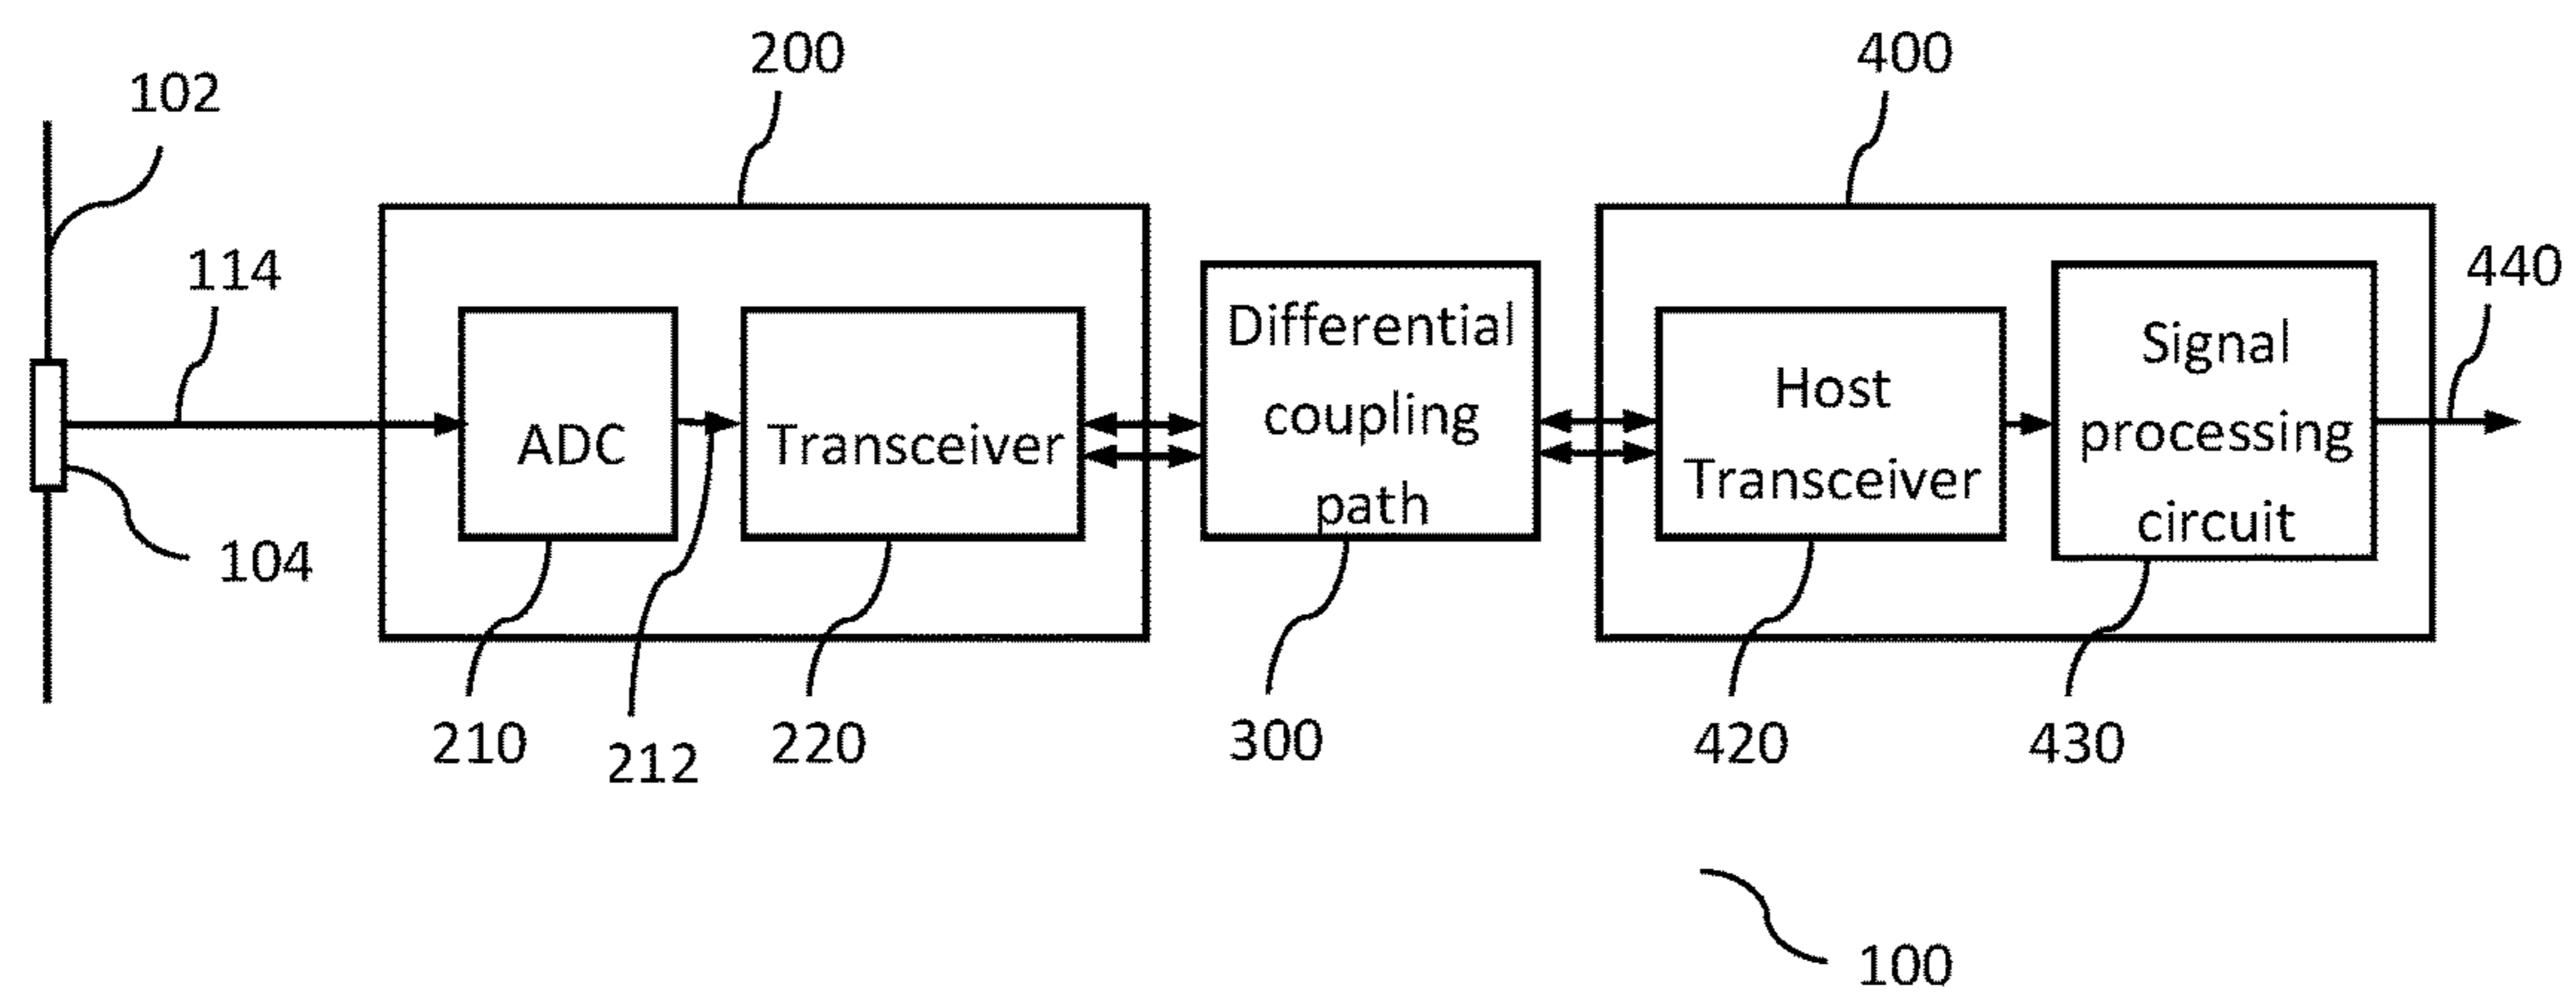 200
400
102
114
440
ADC
Transceiver
Differential
coupling
path
Host
Transceiver
Signal
processing
circuit
104
210
212
220
300
420
430
100